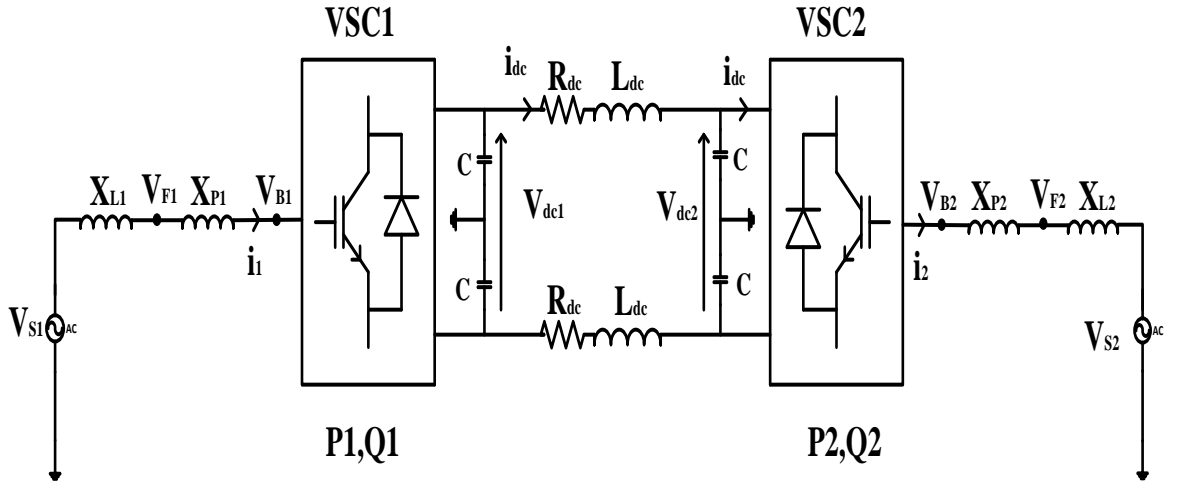 VSC1
VSC2
idc
Rdc
Ldc
idc
C
Vdc1
Vdc2
C
XL1
VF1
XP1
VB1
i1
VB2
XP2
VF2
XL2
i2
C
C
Rdc
Ldc
VS1
AC
VS2
AC
P1,Q1
P2,Q2